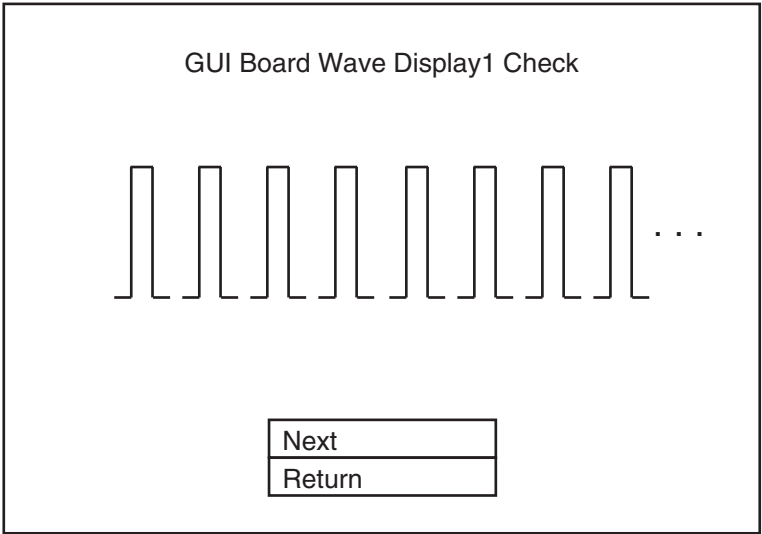 GUI Board Wave Display1 Check
. . .
Next
Return